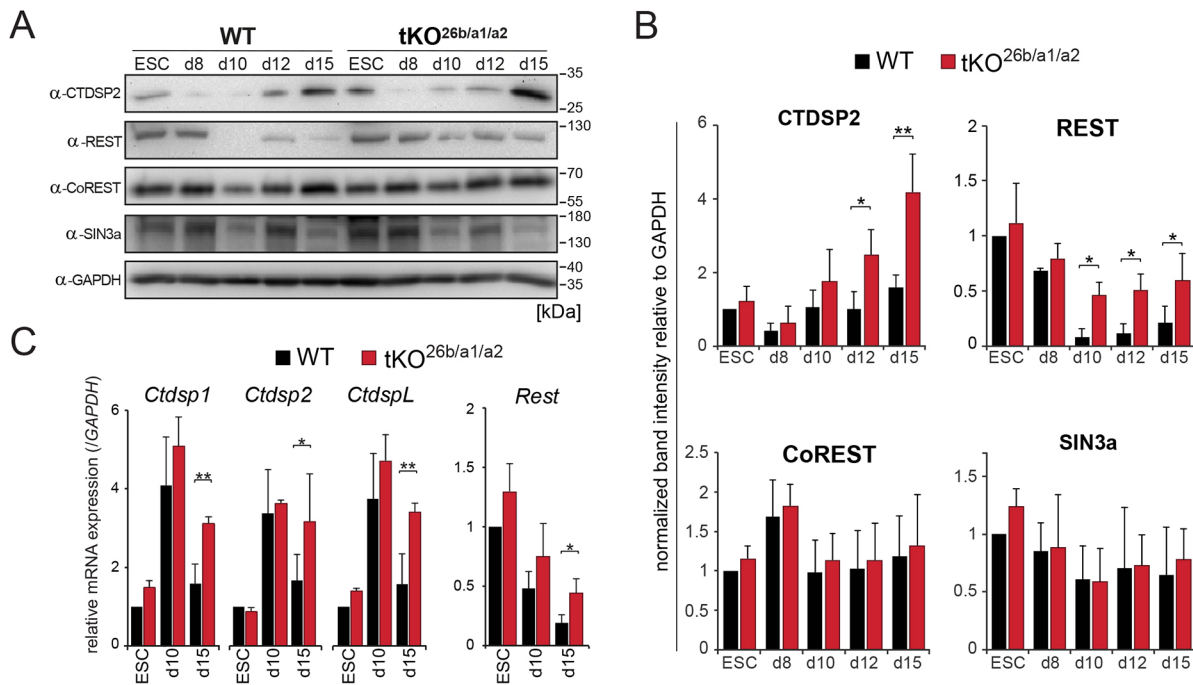 A
WT tKO26b/a1/a2
ESC d8 d10 d12 d15 ESC d8 d10 d12 d15
α-CTDSP2
35
25
α-REST
130
α-CoREST
70
55
α-SIN3a
180
130
α-GAPDH
40
35
[kDa]
B
WT tKO26b/a1/a2
normalized band intensity relative to GAPDH
CTDSP2
6
4
2
0
* **
ESC d8 d10 d12 d15
REST
2
1.5
1
0.5
0
* * *
ESC d8 d10 d12 d15
CoREST
2.5
2
1.5
1
0.5
0
ESC d8 d10 d12 d15
SIN3a
2
1.5
1
0.5
0
ESC d8 d10 d12 d15
C
WT tKO26b/a1/a2
relative mRNA expression (/GAPDH)
Ctdsp1 Ctdsp2 CtdspL Rest
6
4
2
0
** * **
ESC d10 d15 ESC d10 d15 ESC d10 d15
2
1.5
1
0.5
0
*
ESC d10 d15